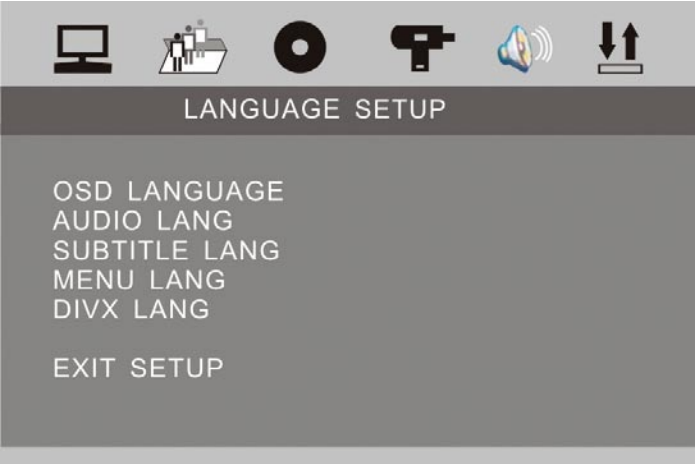 LANGUAGE SETUP
OSD LANGUAGE
AUDIO LANG
SUBTITLE LANG
MENU LANG
DIVX LANG
EXIT SETUP